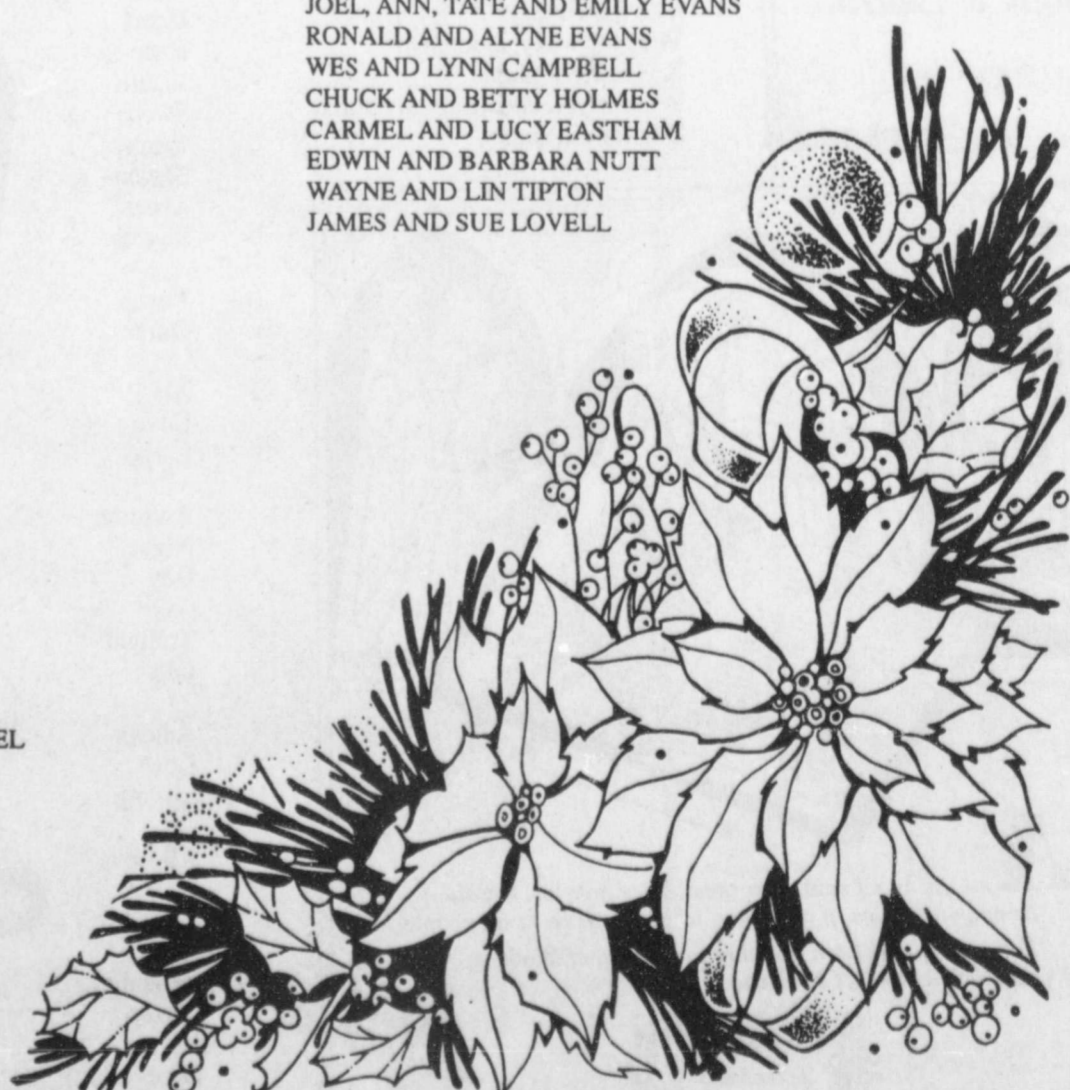 JOEL, ANN, TATE AND EMILY EVANS
RONALD AND ALYNE EVANS
WES AND LYNN CAMPBELL
CHUCK AND BETTY HOLMES
CARMEL AND LUCY EASTHAM
EDWIN AND BARBARA NUTT
WAYNE AND LIN TIPTON
JAMES AND SUE LOVELL
EL